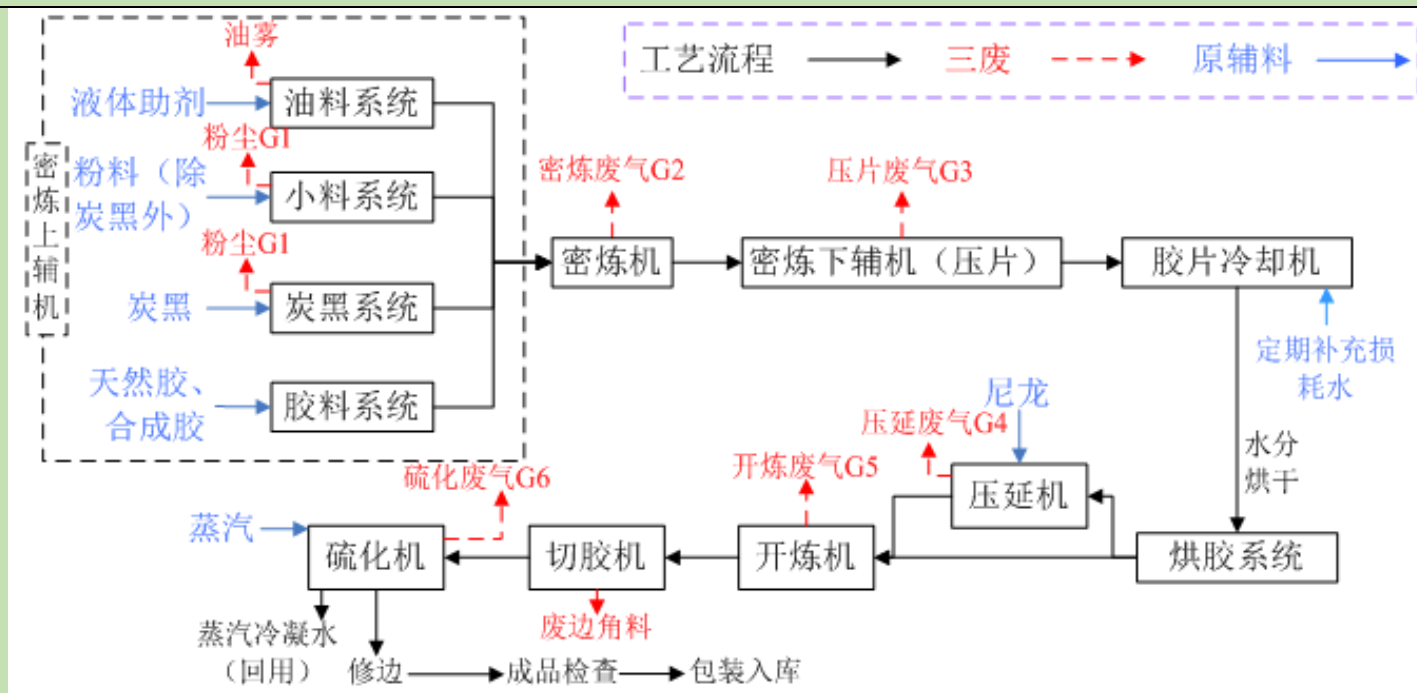 工艺流程
三废
原辅料
油雾
液体助剂
油料系统
粉尘G1
粉料（除
炭黑外）
小料系统
粉尘G1
炭黑
炭黑系统
天然胶、
合成胶
胶料系统
密
炼
上
辅
机
密炼废气G2
密炼机
压片废气G3
密炼下辅机（压片）
胶片冷却机
定期补充损
耗水
水分
烘干
烘胶系统
尼龙
压延废气G4
压延机
开炼废气G5
开炼机
切胶机
废边角料
硫化废气G6
蒸汽
硫化机
蒸汽冷凝水
（回用）
修边
成品检查
包装入库